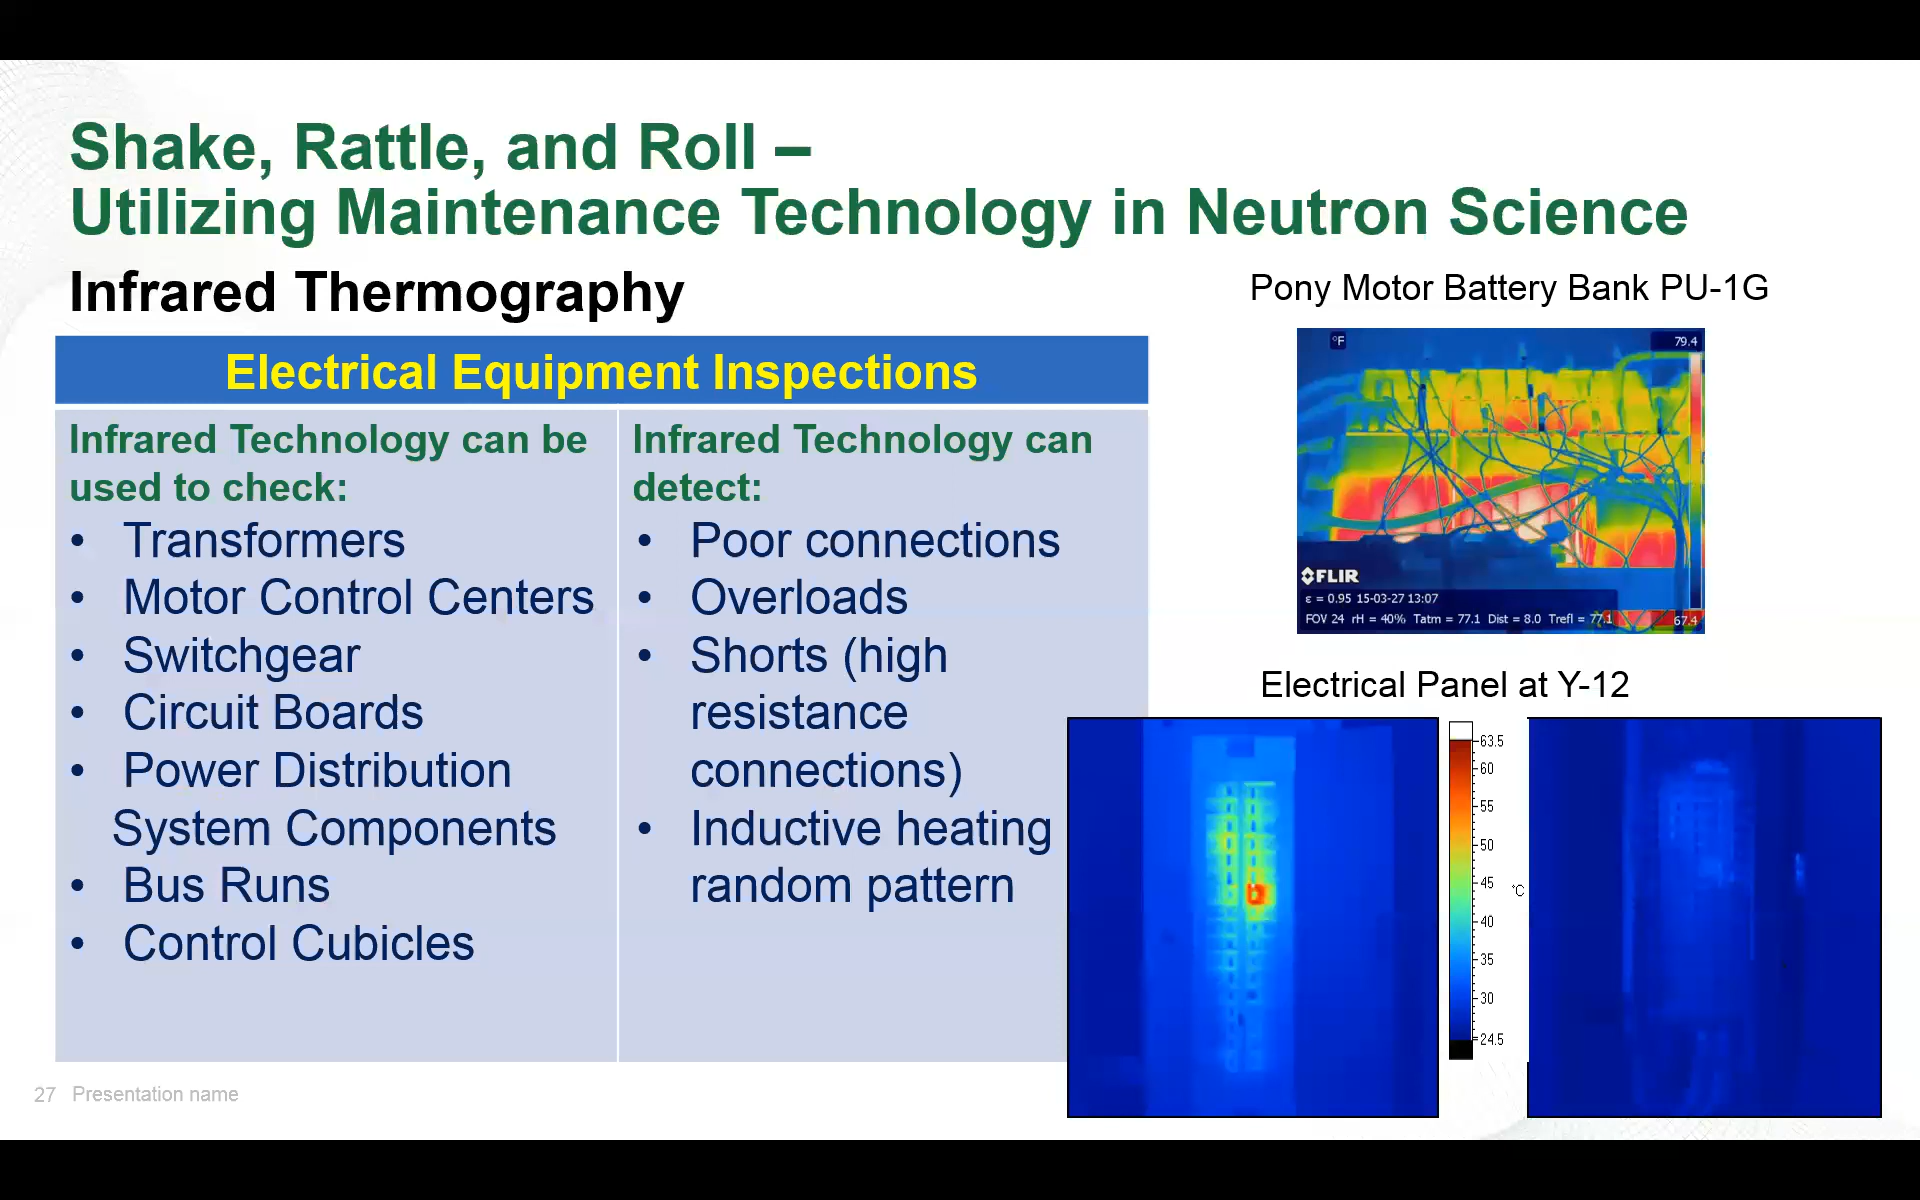 Shake, Rattle, and Roll –
Utilizing Maintenance Technology in Neutron Science
Infrared Thermography
Electrical Equipment Inspections
Infrared Technology can be
used to check:
• Transformers
• Motor Control Centers
• Switchgear
• Circuit Boards
• Power Distribution
System Components
• Bus Runs
• Control Cubicles
Infrared Technology can
detect:
• Poor connections
• Overloads
• Shorts (high
resistance
connections)
• Inductive heating
random pattern
Pony Motor Battery Bank PU-1G
°F
79.4
FLIR
ε = 0.95 15-03-27 13:07
FOV 24 rH = 40% Tatm = 77.1 Dist = 8.0 Trefl = 77.1
67.4
Electrical Panel at Y-12
63.5
60
55
50
45
°C
40
35
30
24.5
27 Presentation name